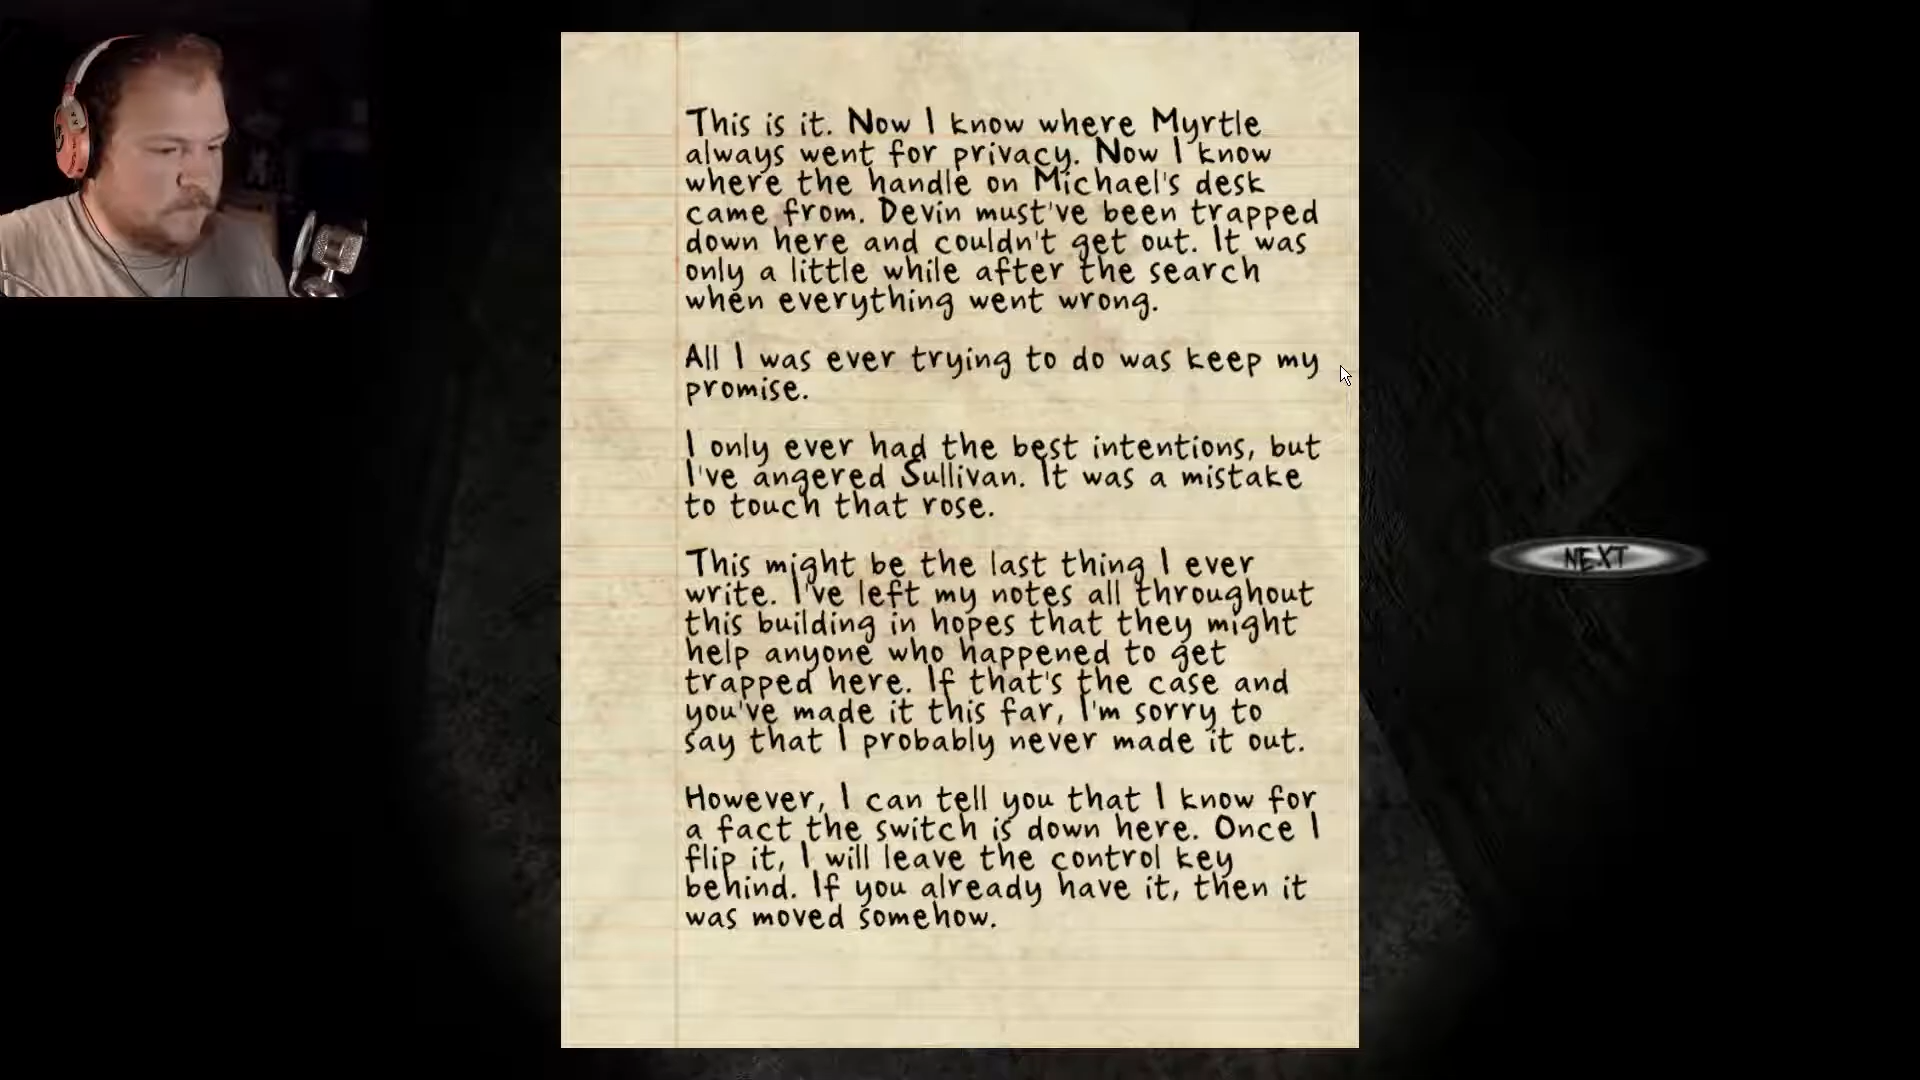 This is it. Now I know where Myrtle
always went for privacy. Now I know
where the handle on Michael's desk
came from. Devin must've been trapped
down here and couldn't get out. It was
only a little while after the search
when everything went wrong.
All I was ever trying to do was keep my
promise.
I only ever had the best intentions, but
I've angered Sullivan. It was a mistake
to touch that rose.
This might be the last thing I ever
write. I've left my notes all throughout
this building in hopes that they might
help anyone who happened to get
trapped here. If that's the case and
you've made it this far, I'm sorry to
say that I probably never made it out.
However, I can tell you that I know for
a fact the switch is down here. Once I
flip it, I will leave the control key
behind. If you already have it, then it
was moved somehow.
NEXT